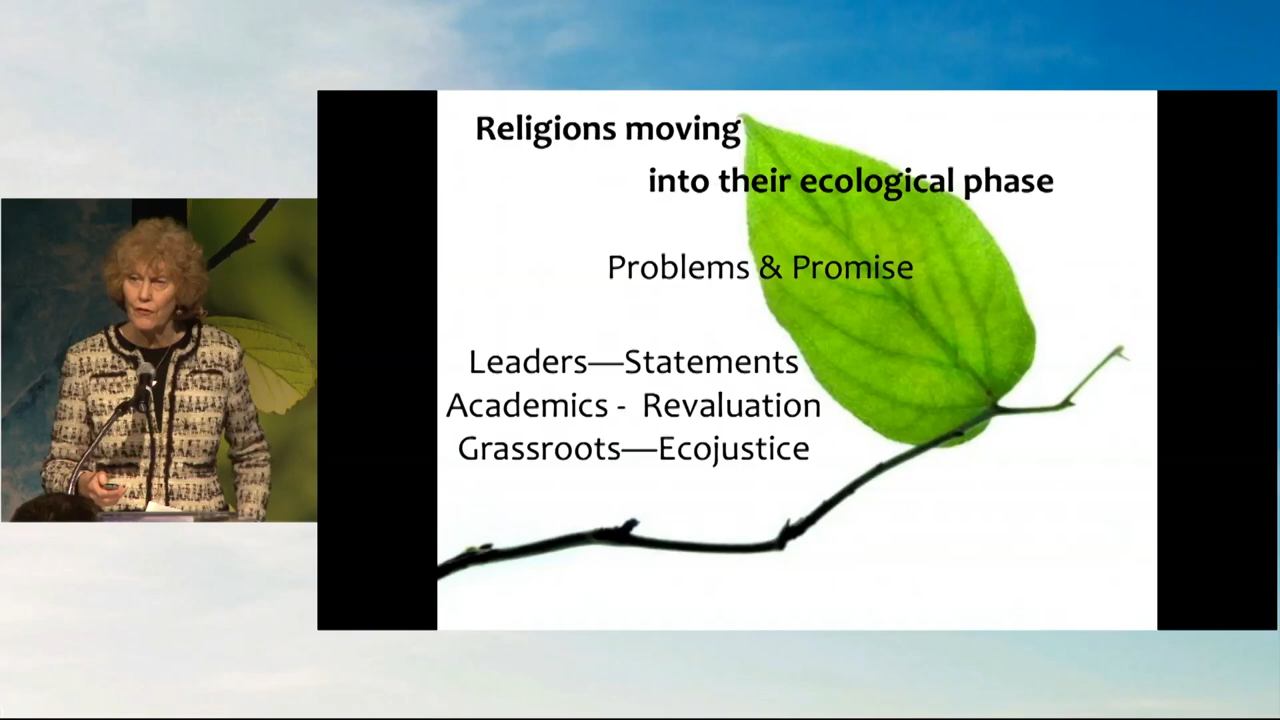 Religions moving
into their ecological phase
Problems & Promise
Leaders—Statements
Academics - Revaluation
Grassroots—Ecojustice